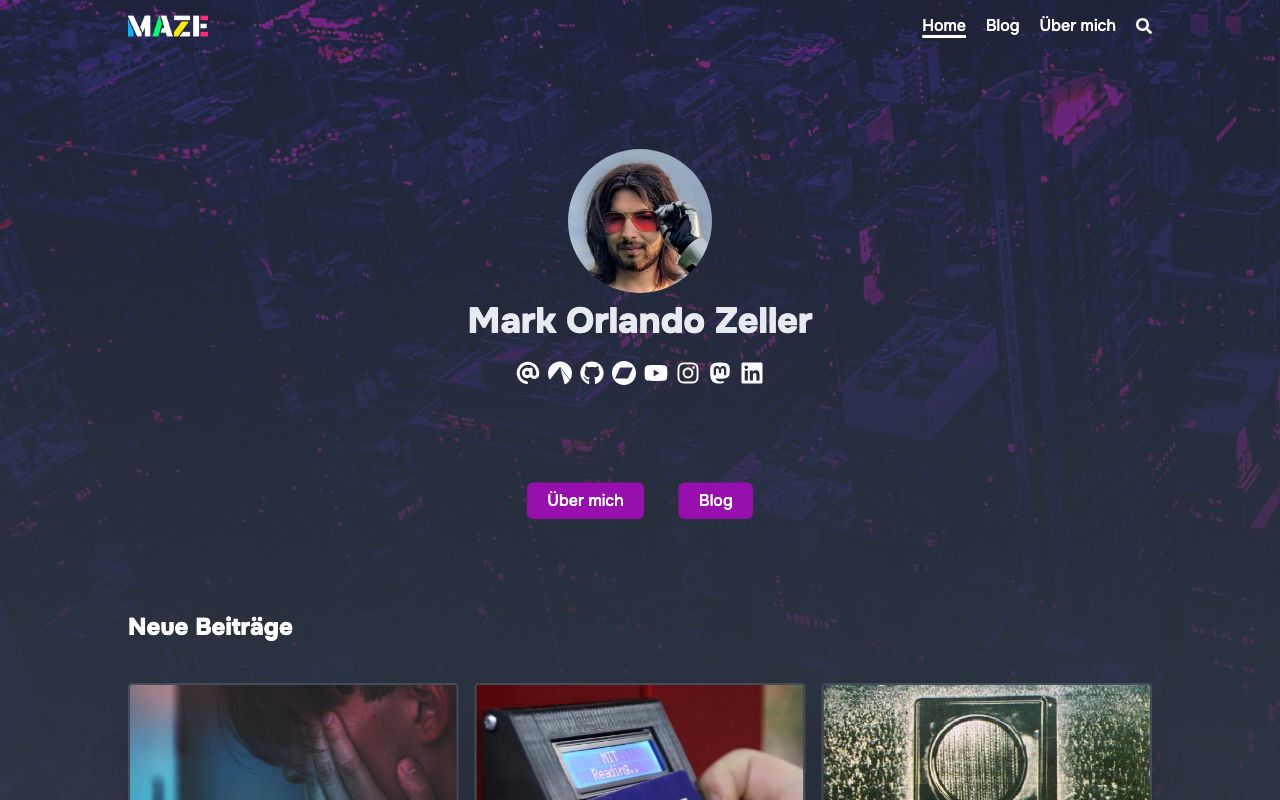 MAZE
Home Blog Über mich
Mark Orlando Zeller
Über mich Blog
Neue Beiträge
MIT
Reading..